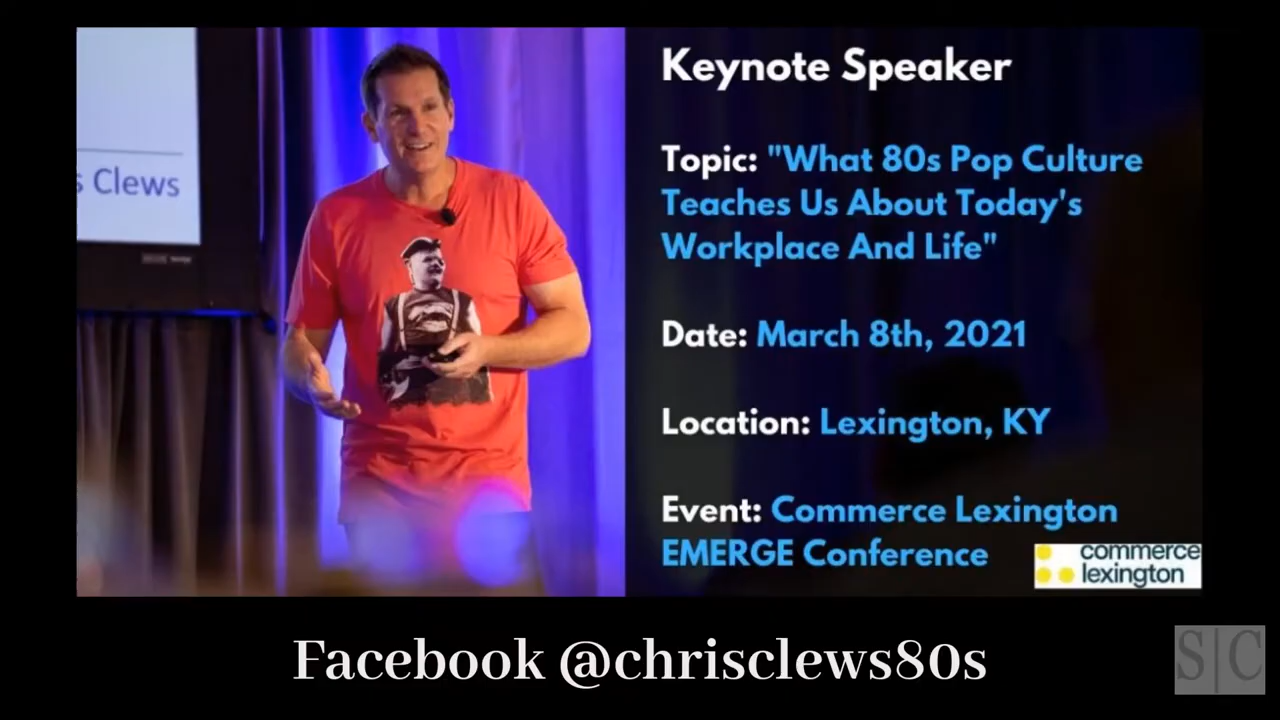 s Clews
Keynote Speaker
Topic: "What 80s Pop Culture
Teaches Us About Today's
Workplace And Life"
Date: March 8th, 2021
Location: Lexington, KY
Event: Commerce Lexington
EMERGE Conference
commerce
lexington
Facebook @chrisclews80s
S|C